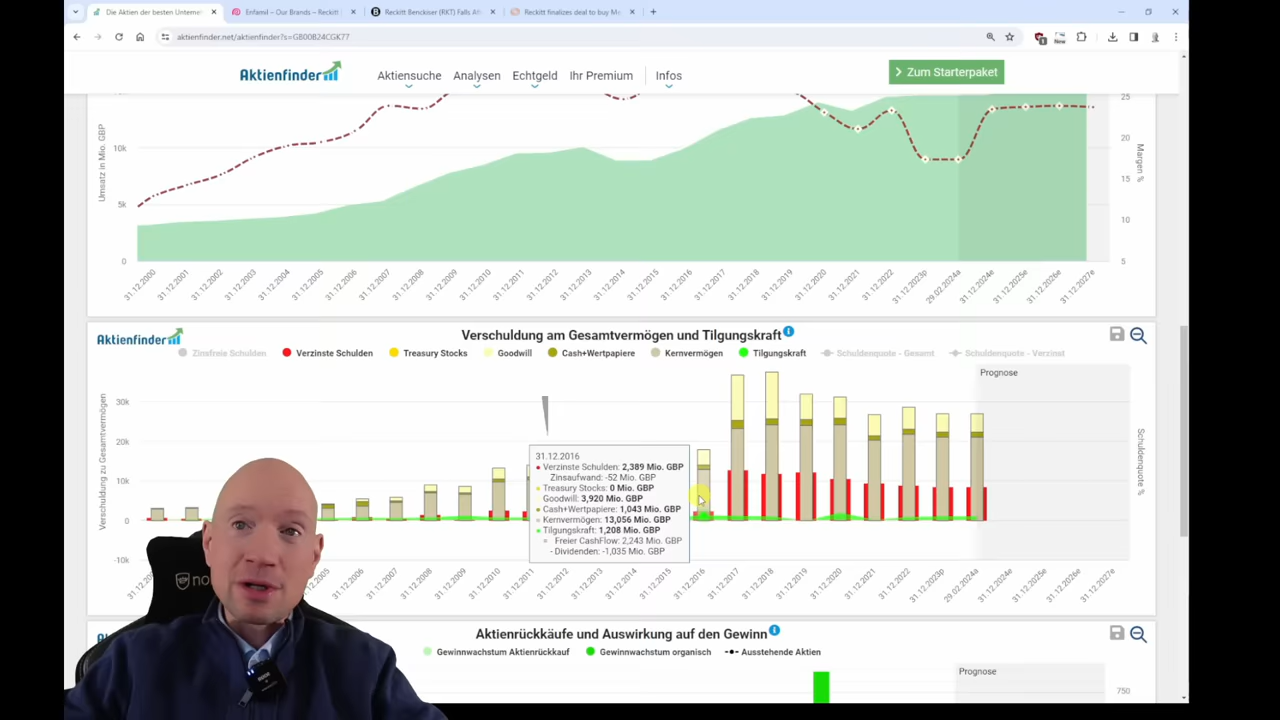 Die Aktien der besten Unterneh
Enfamil – Our Brands – Reckitt
Reckitt Benckiser (RKT) Falls Aft
Reckitt finalizes deal to buy Me
aktienfinder.net/aktienfinder?s=GB00B24CGK77
New
Aktienfinder
Aktiensuche
Analysen
Echtgeld
Ihr Premium
Infos
Zum Starterpaket
Umsatz in Mio. GBP
10k
5k
0
25
20
15
10
5
Margen %
31.12.2000
31.12.2001
31.12.2002
31.12.2003
31.12.2004
31.12.2005
31.12.2006
31.12.2007
31.12.2008
31.12.2009
31.12.2010
31.12.2011
31.12.2012
31.12.2013
31.12.2014
31.12.2015
31.12.2016
31.12.2017
31.12.2018
31.12.2019
31.12.2020
31.12.2021
31.12.2022
31.12.2023p
29.02.2024a
31.12.2024e
31.12.2025e
31.12.2026e
31.12.2027e
Aktienfinder
Verschuldung am Gesamtvermögen und Tilgungskraft
Zinsfreie Schulden
Verzinste Schulden
Treasury Stocks
Goodwill
Cash+Wertpapiere
Kernvermögen
Tilgungskraft
Schuldenquote - Gesamt
Schuldenquote - Verzinst
Prognose
Verschuldung zu Gesamtvermögen
30k
20k
10k
0
-10k
Schuldenquote %
31.12.2016
Verzinste Schulden: 2,389 Mio. GBP
Zinsaufwand: -52 Mio. GBP
Treasury Stocks: 0 Mio. GBP
Goodwill: 3,920 Mio. GBP
Cash+Wertpapiere: 1,043 Mio. GBP
Kernvermögen: 13,056 Mio. GBP
Tilgungskraft: 1,208 Mio. GBP
= Freier CashFlow: 2,243 Mio. GBP
- Dividenden: -1,035 Mio. GBP
2005
31.12.2006
31.12.2007
31.12.2008
31.12.2009
31.12.2010
31.12.2011
31.12.2012
31.12.2013
31.12.2014
31.12.2015
31.12.2016
31.12.2017
31.12.2018
31.12.2019
31.12.2020
31.12.2021
31.12.2022
31.12.2023p
29.02.2024a
31.12.2024e
31.12.2025e
31.12.2026e
31.12.2027e
Aktienrückkäufe und Auswirkung auf den Gewinn
Gewinnwachstum Aktienrückkauf
Gewinnwachstum organisch
Ausstehende Aktien
Prognose
750